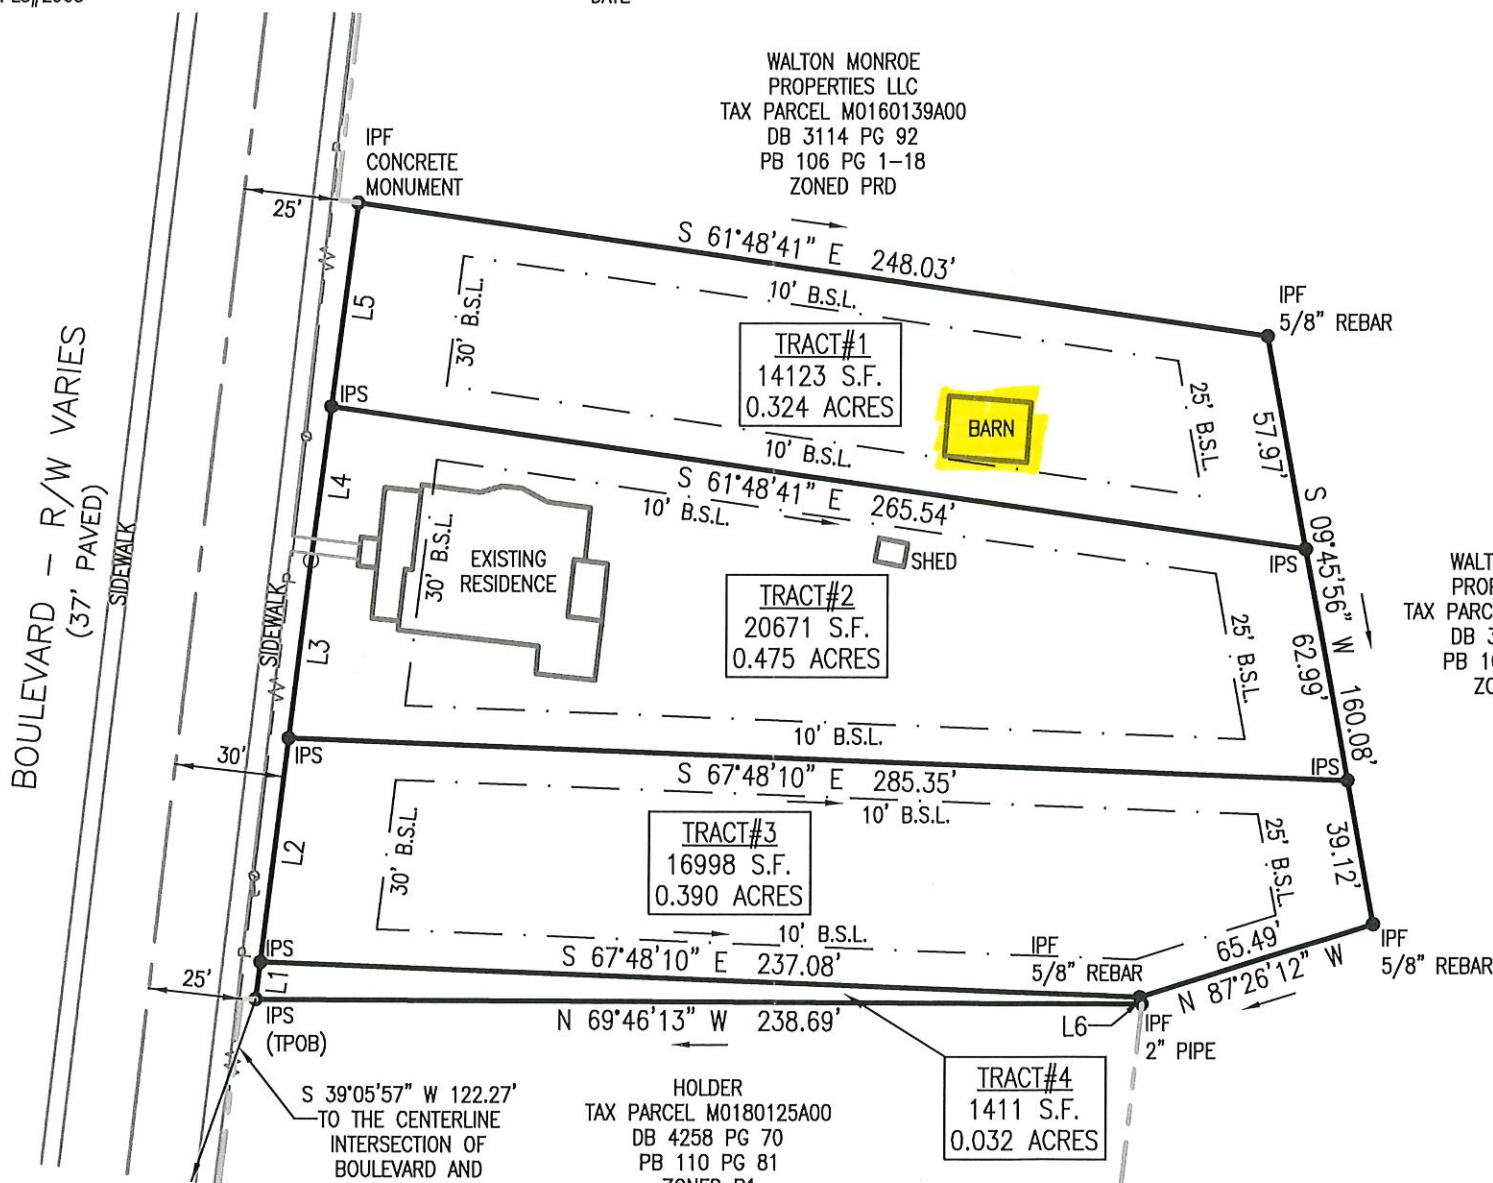 DATE
WALTON MONROE
PROPERTIES LLC
TAX PARCEL M0160139A00
DB 3114 PG 92
PB 106 PG 1-18
ZONED PRD
IPF
CONCRETE
MONUMENT
25'
S 61°48'41" E 248.03'
10' B.S.L.
IPF
5/8" REBAR
L5
30' B.S.L.
TRACT#1
14123 S.F.
0.324 ACRES
BARN
25' B.S.L.
57.97'
IPS
10' B.S.L.
S 61°48'41" E 265.54'
10' B.S.L.
IPS
S 09°45'56" W 160.08'
BOULEVARD - R/W VARIES
(37' PAVED)
SIDEWALK
SIDEWALK
L4
30' B.S.L.
EXISTING
RESIDENCE
SHED
TRACT#2
20671 S.F.
0.475 ACRES
25' B.S.L.
62.99'
L3
TAX PARC
10' B.S.L.
IPS
30'
S 67°48'10" E 285.35'
IPS
10' B.S.L.
L2
30' B.S.L.
TRACT#3
16998 S.F.
0.390 ACRES
25' B.S.L.
39.12'
10' B.S.L.
IPS
S 67°48'10" E 237.08'
IPF
5/8" REBAR
65.49'
N 87°26'12" W
IPF
5/8" REBAR
25'
L1
IPS
(TPOB)
N 69°46'13" W 238.69'
L6
IPF
2" PIPE
S 39°05'57" W 122.27'
TO THE CENTERLINE
INTERSECTION OF
BOULEVARD AND
HOLDER
TAX PARCEL M0180125A00
DB 4258 PG 70
PB 110 PG 81
TRACT#4
1411 S.F.
0.032 ACRES